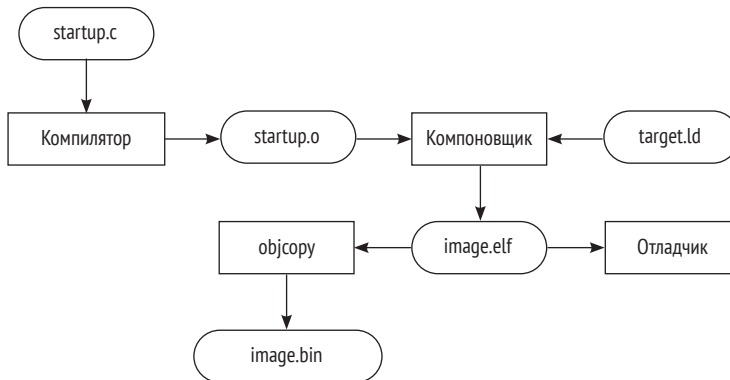 startup.c
Компилятор
startup.o
Компоновщик
target.ld
objcopy
image.elf
Отладчик
image.bin